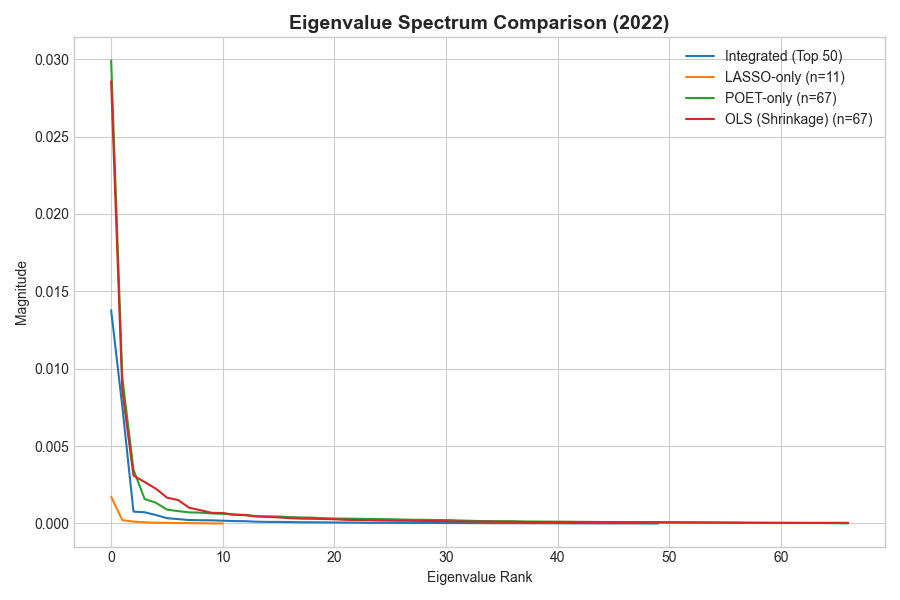 Eigenvalue Spectrum Comparison (2022)
Integrated (Top 50)
LASSO-only (n=11)
POET-only (n=67)
OLS (Shrinkage) (n=67)
Magnitude
0.030
0.025
0.020
0.015
0.010
0.005
0.000
0 10 20 30 40 50 60
Eigenvalue Rank